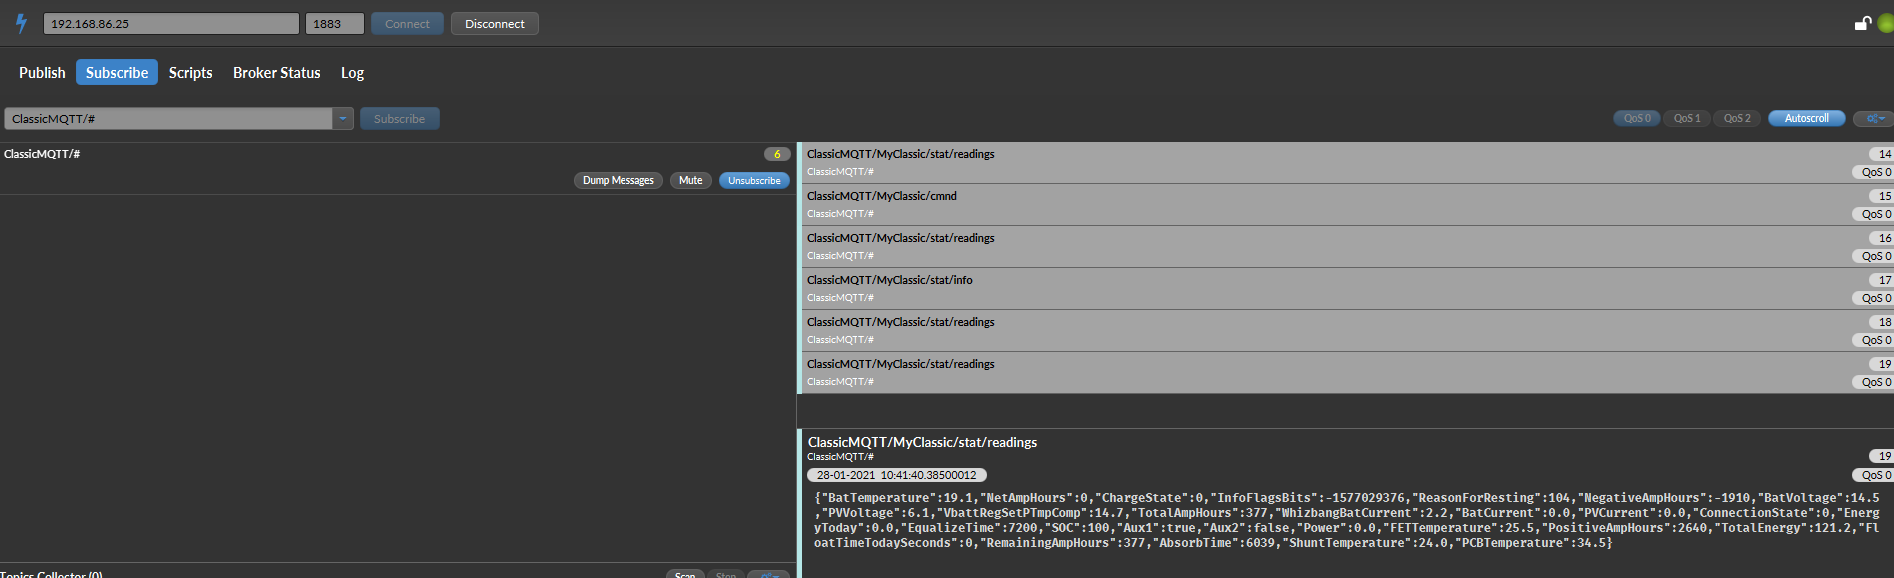 192.168.86.25 1883 Connect Disconnect
Publish Subscribe Scripts Broker Status Log
ClassicMQTT/# Subscribe QoS 0 QoS 1 QoS 2 Autoscroll
ClassicMQTT/# 6
Dump Messages Mute Unsubscribe
ClassicMQTT/MyClassic/stat/readings 14
ClassicMQTT/# QoS 0
ClassicMQTT/MyClassic/cmnd 15
ClassicMQTT/# QoS 0
ClassicMQTT/MyClassic/stat/readings 16
ClassicMQTT/# QoS 0
ClassicMQTT/MyClassic/stat/info 17
ClassicMQTT/# QoS 0
ClassicMQTT/MyClassic/stat/readings 18
ClassicMQTT/# QoS 0
ClassicMQTT/MyClassic/stat/readings 19
ClassicMQTT/# QoS 0
ClassicMQTT/MyClassic/stat/readings
ClassicMQTT/# 19
28-01-2021 10:41:40.38500012 QoS 0
{"BatTemperature":19.1,"NetAmpHours":0,"ChargeState":0,"InfoFlagsBits":-1577029376,"ReasonForResting":104,"NegativeAmpHours":-1910,"BatVoltage":14.5
,"PVVoltage":6.1,"VbattRegSetPTmpComp":14.7,"TotalAmpHours":377,"WhizbangBatCurrent":2.2,"BatCurrent":0.0,"PVCurrent":0.0,"ConnectionState":0,"Energ
yToday":0.0,"EqualizeTime":7200,"SOC":100,"Aux1":true,"Aux2":false,"Power":0.0,"FETTemperature":25.5,"PositiveAmpHours":2640,"TotalEnergy":121.2,"Fl
oatTimeTodaySeconds":0,"RemainingAmpHours":377,"AbsorbTime":6039,"ShuntTemperature":24.0,"PCBTemperature":34.5}
Topics Collector (0) Scan Stop